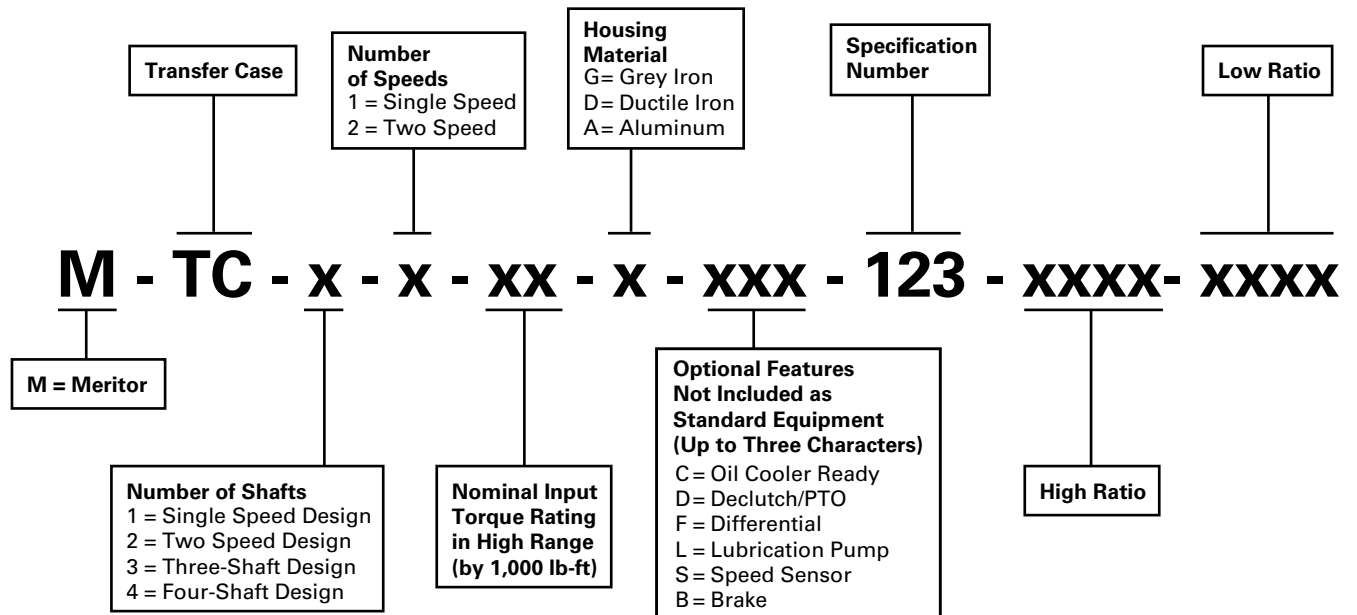 Transfer Case
Number
of Speeds
1 = Single Speed
2 = Two Speed
Housing
Material
G= Grey Iron
D= Ductile Iron
A= Aluminum
Specification
Number
Low Ratio
M - TC - x - x - xx - x - xxx - 123 - xxxx- xxxx
M = Meritor
Number of Shafts
1 = Single Speed Design
2 = Two Speed Design
3 = Three-Shaft Design
4 = Four-Shaft Design
Nominal Input
Torque Rating
in High Range
(by 1,000 lb-ft)
Optional Features
Not Included as
Standard Equipment
(Up to Three Characters)
C = Oil Cooler Ready
D = Declutch/PTO
F = Differential
L = Lubrication Pump
S = Speed Sensor
B = Brake
High Ratio